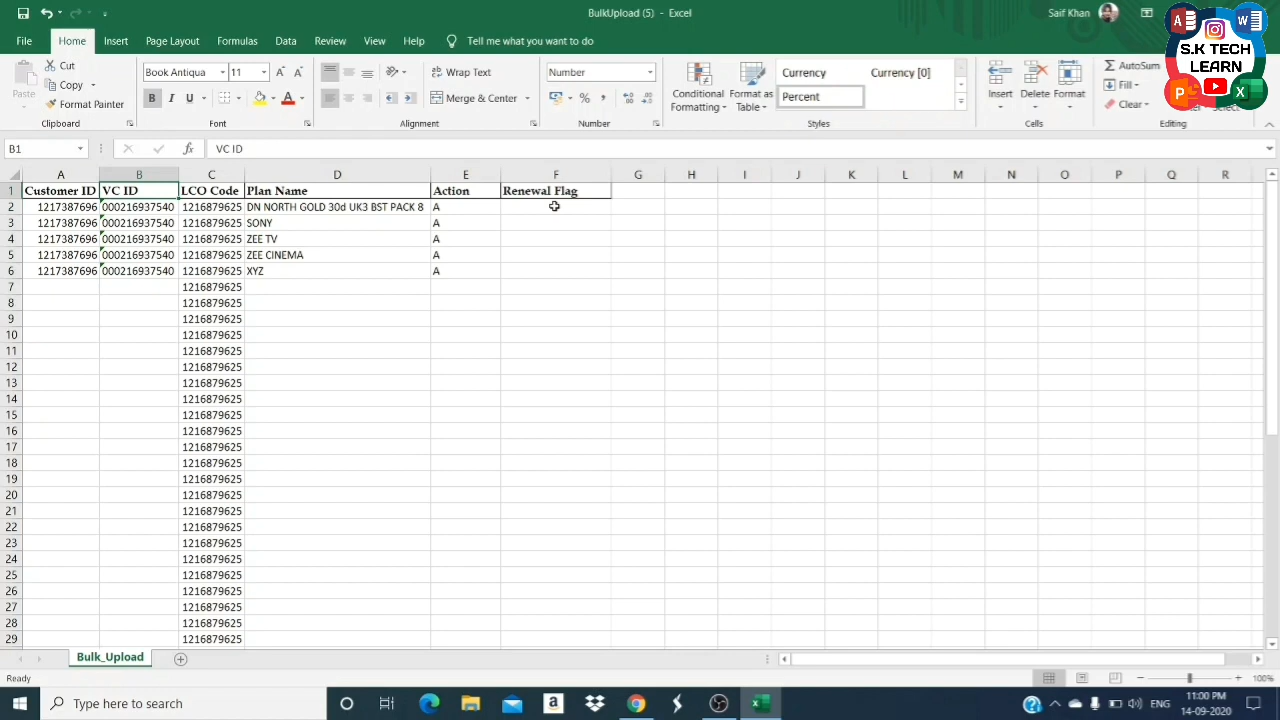 BulkUpload (5) - Excel
Saif Khan
File Home Insert Page Layout Formulas Data Review View Help Tell me what you want to do
S.K TECH
LEARN
Paste Cut
Copy
Format Painter
Clipboard
Book Antiqua 11
B I U
Font
Wrap Text
Merge
Alignment
Number
%
Number
Conditional
Formatting
Format as
Table
Currency Currency [0]
Percent
Styles
Insert Delete Format
Cells
AutoSum
Fill
Clear
Editing
B1 fx VC ID
A B C D E F G H I J K L M N O P Q R
1 Customer ID VC ID LCO Code Plan Name Action Renewal Flag
2 1217387696 000216937540 1216879625 DN NORTH GOLD 30d UK3 BST PACK 8 A
3 1217387696 000216937540 1216879625 SONY A
4 1217387696 000216937540 1216879625 ZEE TV A
5 1217387696 000216937540 1216879625 ZEE CINEMA A
6 1217387696 000216937540 1216879625 XYZ A
7 1216879625
8 1216879625
9 1216879625
10 1216879625
11 1216879625
12 1216879625
13 1216879625
14 1216879625
15 1216879625
16 1216879625
17 1216879625
18 1216879625
19 1216879625
20 1216879625
21 1216879625
22 1216879625
23 1216879625
24 1216879625
25 1216879625
26 1216879625
27 1216879625
28 1216879625
29 1216879625
Bulk_Upload
Ready
100%
Type here to search
ENG
11:00 PM
14-09-2020